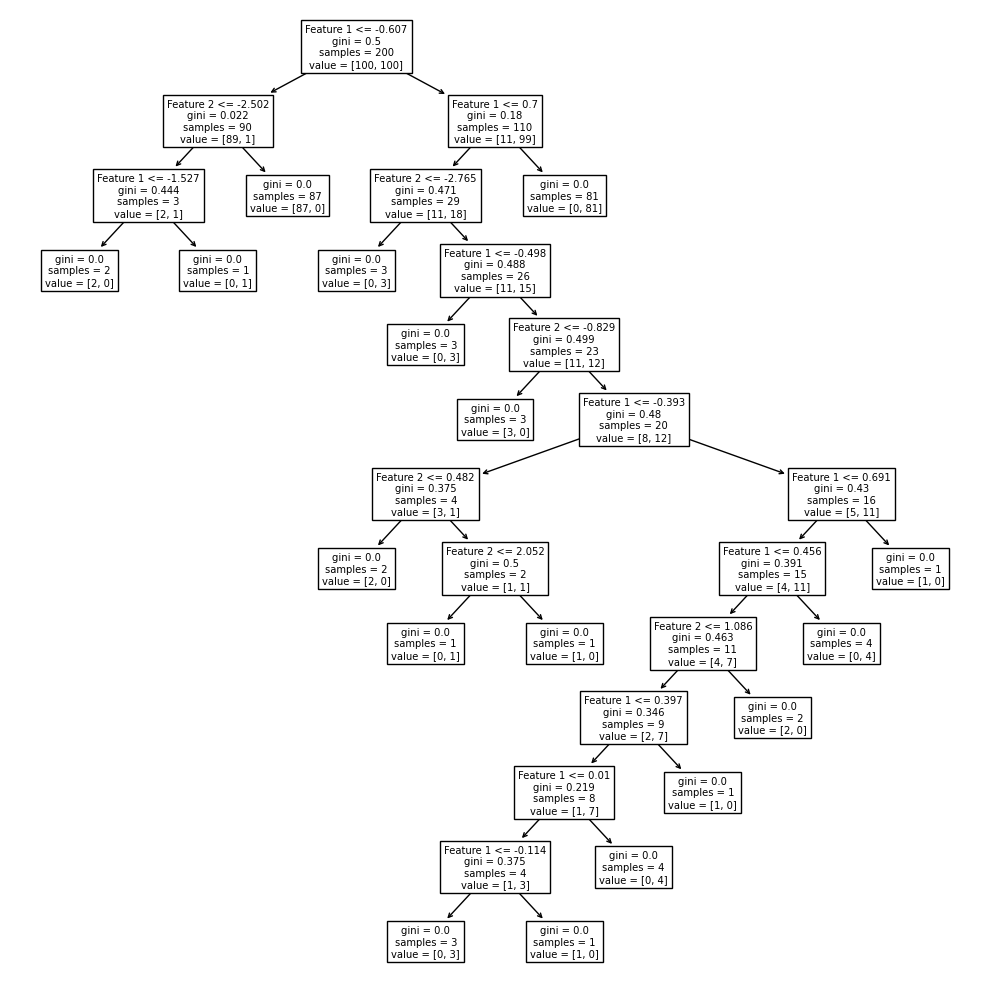 Feature 1 <= -0.607
gini = 0.5
samples = 200
value = [100, 100]
Feature 2 <= -2.502
gini = 0.022
samples = 90
value = [89, 1]
Feature 1 <= 0.7
gini = 0.18
samples = 110
value = [11, 99]
Feature 1 <= -1.527
gini = 0.444
samples = 3
value = [2, 1]
gini = 0.0
samples = 87
value = [87, 0]
Feature 2 <= -2.765
gini = 0.471
samples = 29
value = [11, 18]
gini = 0.0
samples = 81
value = [0, 81]
gini = 0.0
samples = 2
value = [2, 0]
gini = 0.0
samples = 1
value = [0, 1]
gini = 0.0
samples = 3
value = [0, 3]
Feature 1 <= -0.498
gini = 0.488
samples = 26
value = [11, 15]
gini = 0.0
samples = 3
value = [0, 3]
Feature 2 <= -0.829
gini = 0.499
samples = 23
value = [11, 12]
gini = 0.0
samples = 3
value = [3, 0]
Feature 1 <= -0.393
gini = 0.48
samples = 20
value = [8, 12]
Feature 2 <= 0.482
gini = 0.375
samples = 4
value = [3, 1]
Feature 1 <= 0.691
gini = 0.43
samples = 16
value = [5, 11]
gini = 0.0
samples = 2
value = [2, 0]
Feature 2 <= 2.052
gini = 0.5
samples = 2
value = [1, 1]
Feature 1 <= 0.456
gini = 0.391
samples = 15
value = [4, 11]
gini = 0.0
samples = 1
value = [1, 0]
gini = 0.0
samples = 1
value = [0, 1]
gini = 0.0
samples = 1
value = [1, 0]
Feature 2 <= 1.086
gini = 0.463
samples = 11
value = [4, 7]
gini = 0.0
samples = 4
value = [0, 4]
Feature 1 <= 0.397
gini = 0.346
samples = 9
value = [2, 7]
gini = 0.0
samples = 2
value = [2, 0]
Feature 1 <= 0.01
gini = 0.219
samples = 8
value = [1, 7]
gini = 0.0
samples = 1
value = [1, 0]
Feature 1 <= -0.114
gini = 0.375
samples = 4
value = [1, 3]
gini = 0.0
samples = 4
value = [0, 4]
gini = 0.0
samples = 3
value = [0, 3]
gini = 0.0
samples = 1
value = [1, 0]